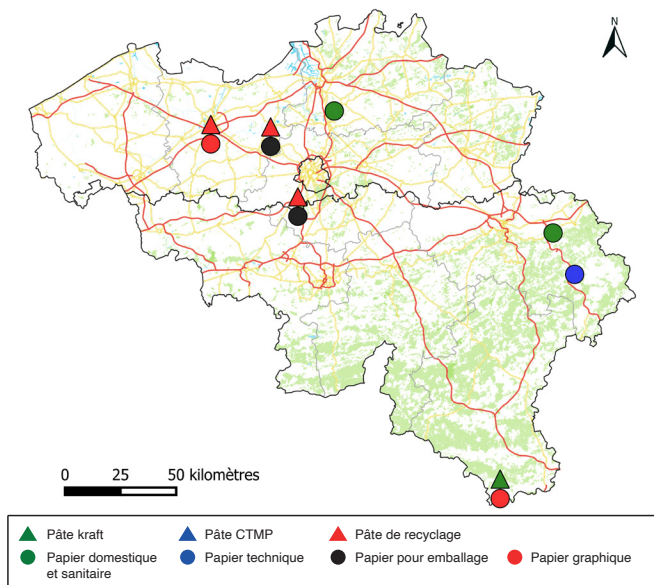 N
0 25 50 kilomètres
Pâte kraft Pâte CTMP Pâte de recyclage
Papier domestique et sanitaire Papier technique Papier pour emballage Papier graphique